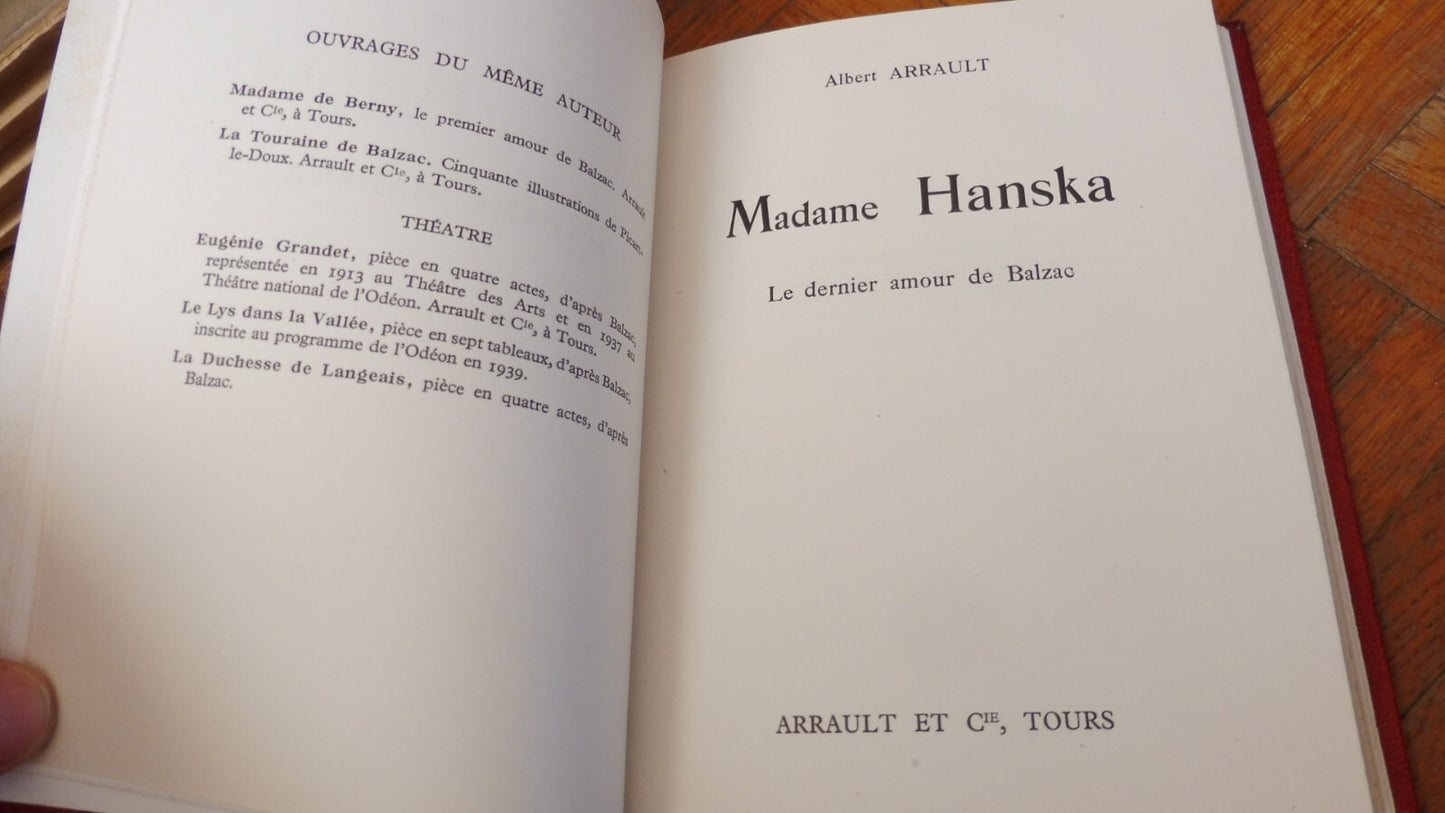 OUVRAGES DU MÊME AUTEUR
Madame de Berny, le premier amour de Balzac. Arrault
et Cie, à Tours.
La Touraine de Balzac. Cinquante illustrations de Picart-
le-Doux. Arrault et Cie, à Tours.
THÉATRE
Eugénie Grandet, pièce en quatre actes, d'après Balzac,
représentée en 1913 au Théâtre des Arts et en 1937 au
Théâtre national de l'Odéon. Arrault et Cie, à Tours.
Le Lys dans la Vallée, pièce en sept tableaux, d'après Balzac,
inscrite au programme de l'Odéon en 1939.
La Duchesse de Langeais, pièce en quatre actes, d'après
Balzac.
Albert ARRAULT
Madame Hanska
Le dernier amour de Balzac
ARRAULT ET CIE, TOURS